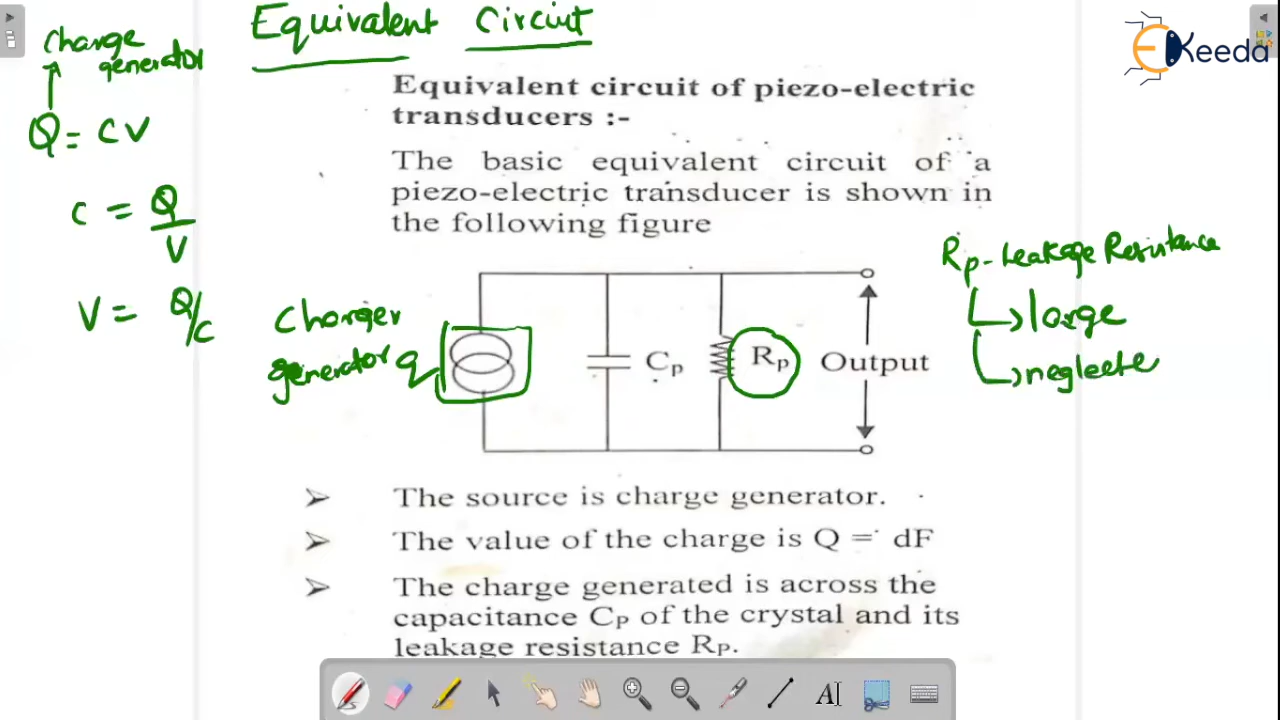 Equivalent Circuit
Keeda
Charge
generator
Q = CV
C = Q/V
V = Q/C
Equivalent circuit of piezo-electric
transducers :-
The basic equivalent circuit of a
piezo-electric transducer is shown in
the following figure
Rp - Leakage Resistance
large
neglecte
Charger
generator q
Cp
Rp
Output
➢ The source is charge generator.
➢ The value of the charge is Q = dF
➢ The charge generated is across the
capacitance Cp of the crystal and its
leakage resistance Rp.
AI